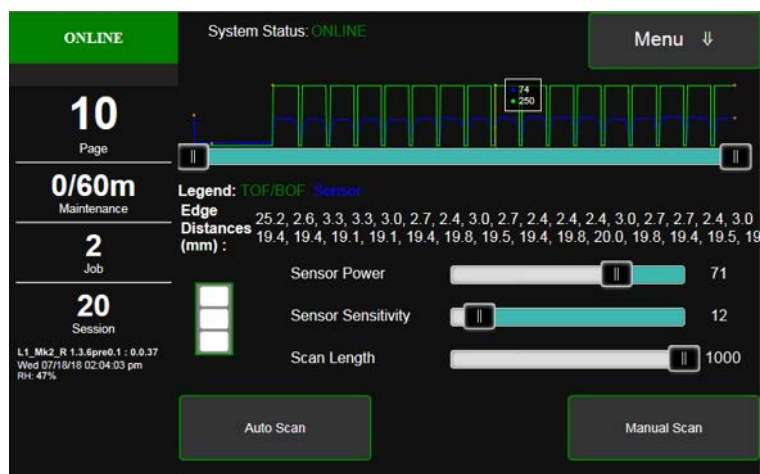 ONLINE
System Status: ONLINE
Menu ⇓
74
250
10
Page
0/60m
Maintenance
2
Job
20
Session
L1_Mk2_R 1.3.6pre0.1 : 0.0.37
Wed 07/18/18 02:04:03 pm
RH: 47%
Legend: TOF/BOF Sensor
Edge
Distances
(mm) :
25.2, 2.6, 3.3, 3.3, 3.0, 2.7, 2.4, 3.0, 2.7, 2.4, 2.4, 2.4, 3.0, 2.7, 2.7, 2.4, 3.0
19.4, 19.4, 19.1, 19.1, 19.4, 19.8, 19.5, 19.4, 19.8, 20.0, 19.8, 19.4, 19.5, 19
Sensor Power
71
Sensor Sensitivity
12
Scan Length
1000
Auto Scan
Manual Scan